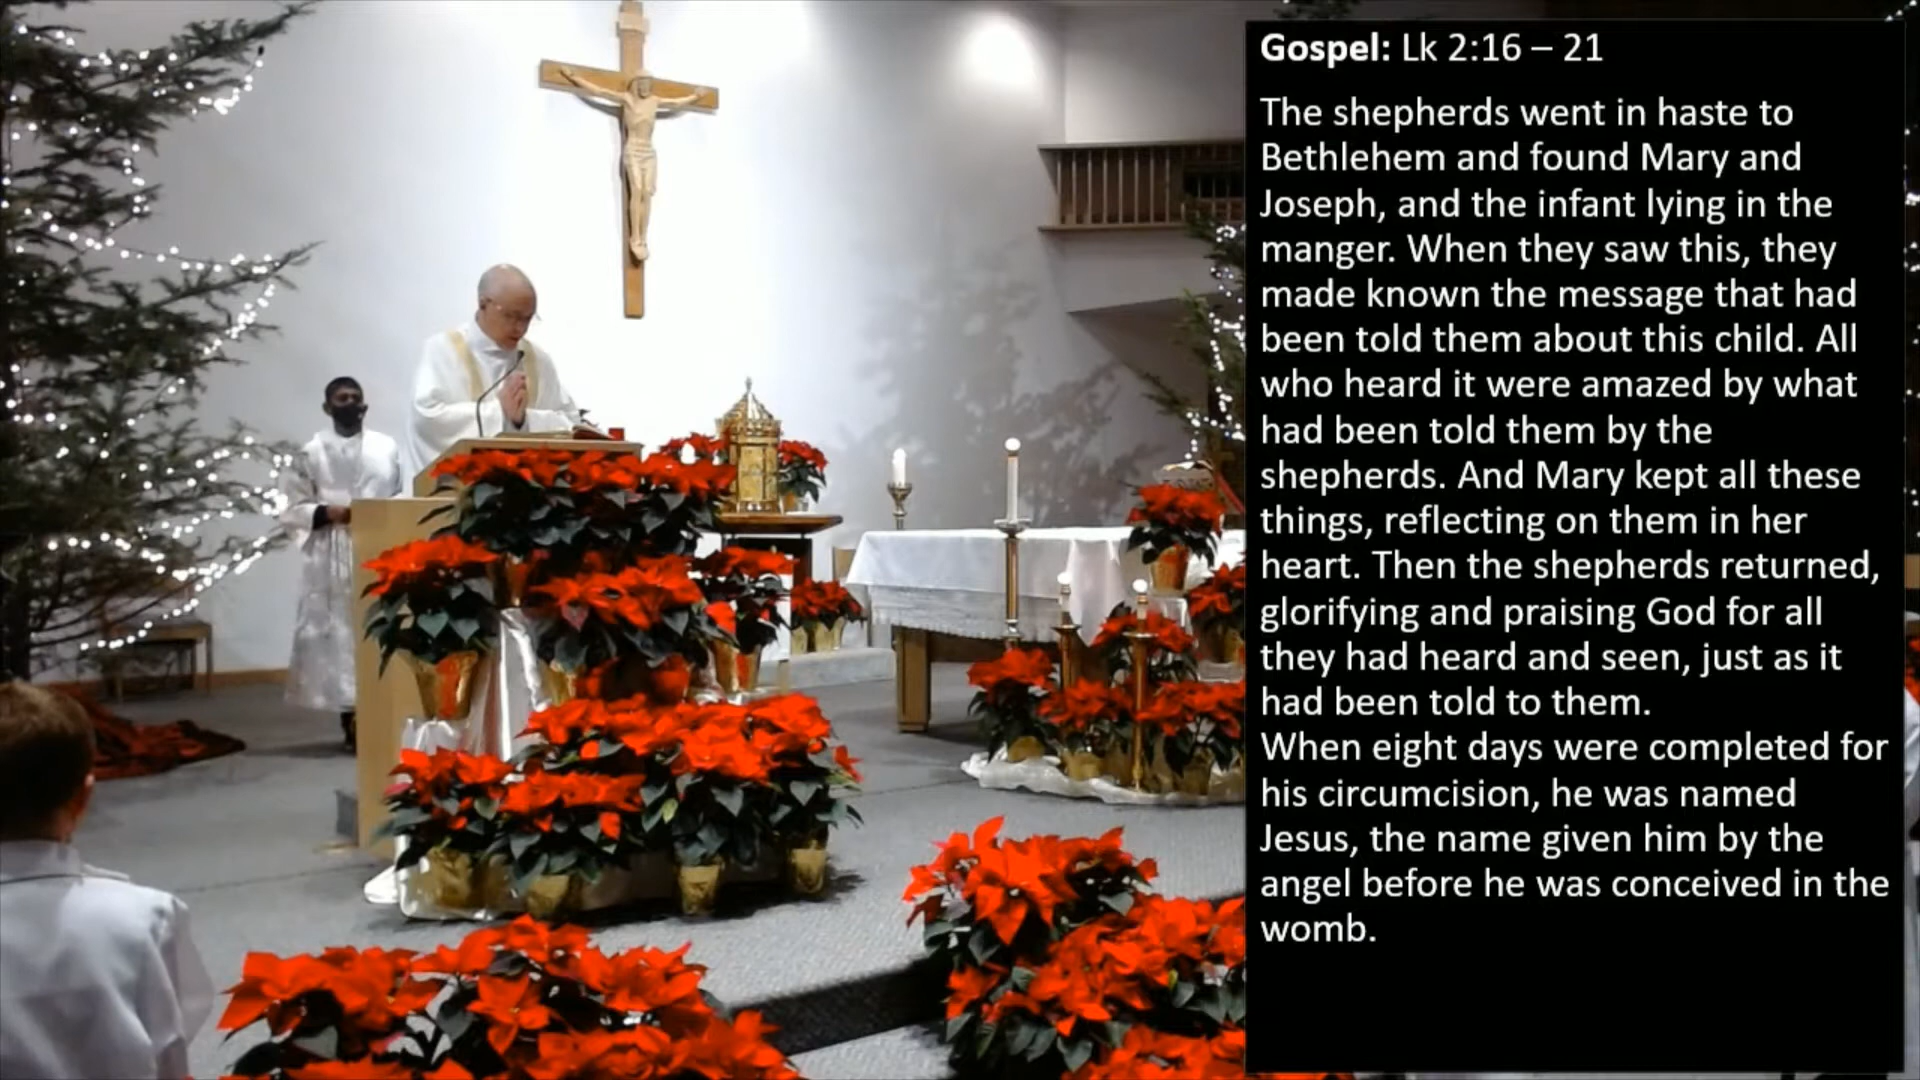 Gospel: Lk 2:16 – 21
The shepherds went in haste to
Bethlehem and found Mary and
Joseph, and the infant lying in the
manger. When they saw this, they
made known the message that had
been told them about this child. All
who heard it were amazed by what
had been told them by the
shepherds. And Mary kept all these
things, reflecting on them in her
heart. Then the shepherds returned,
glorifying and praising God for all
they had heard and seen, just as it
had been told to them.
When eight days were completed for
his circumcision, he was named
Jesus, the name given him by the
angel before he was conceived in the
womb.